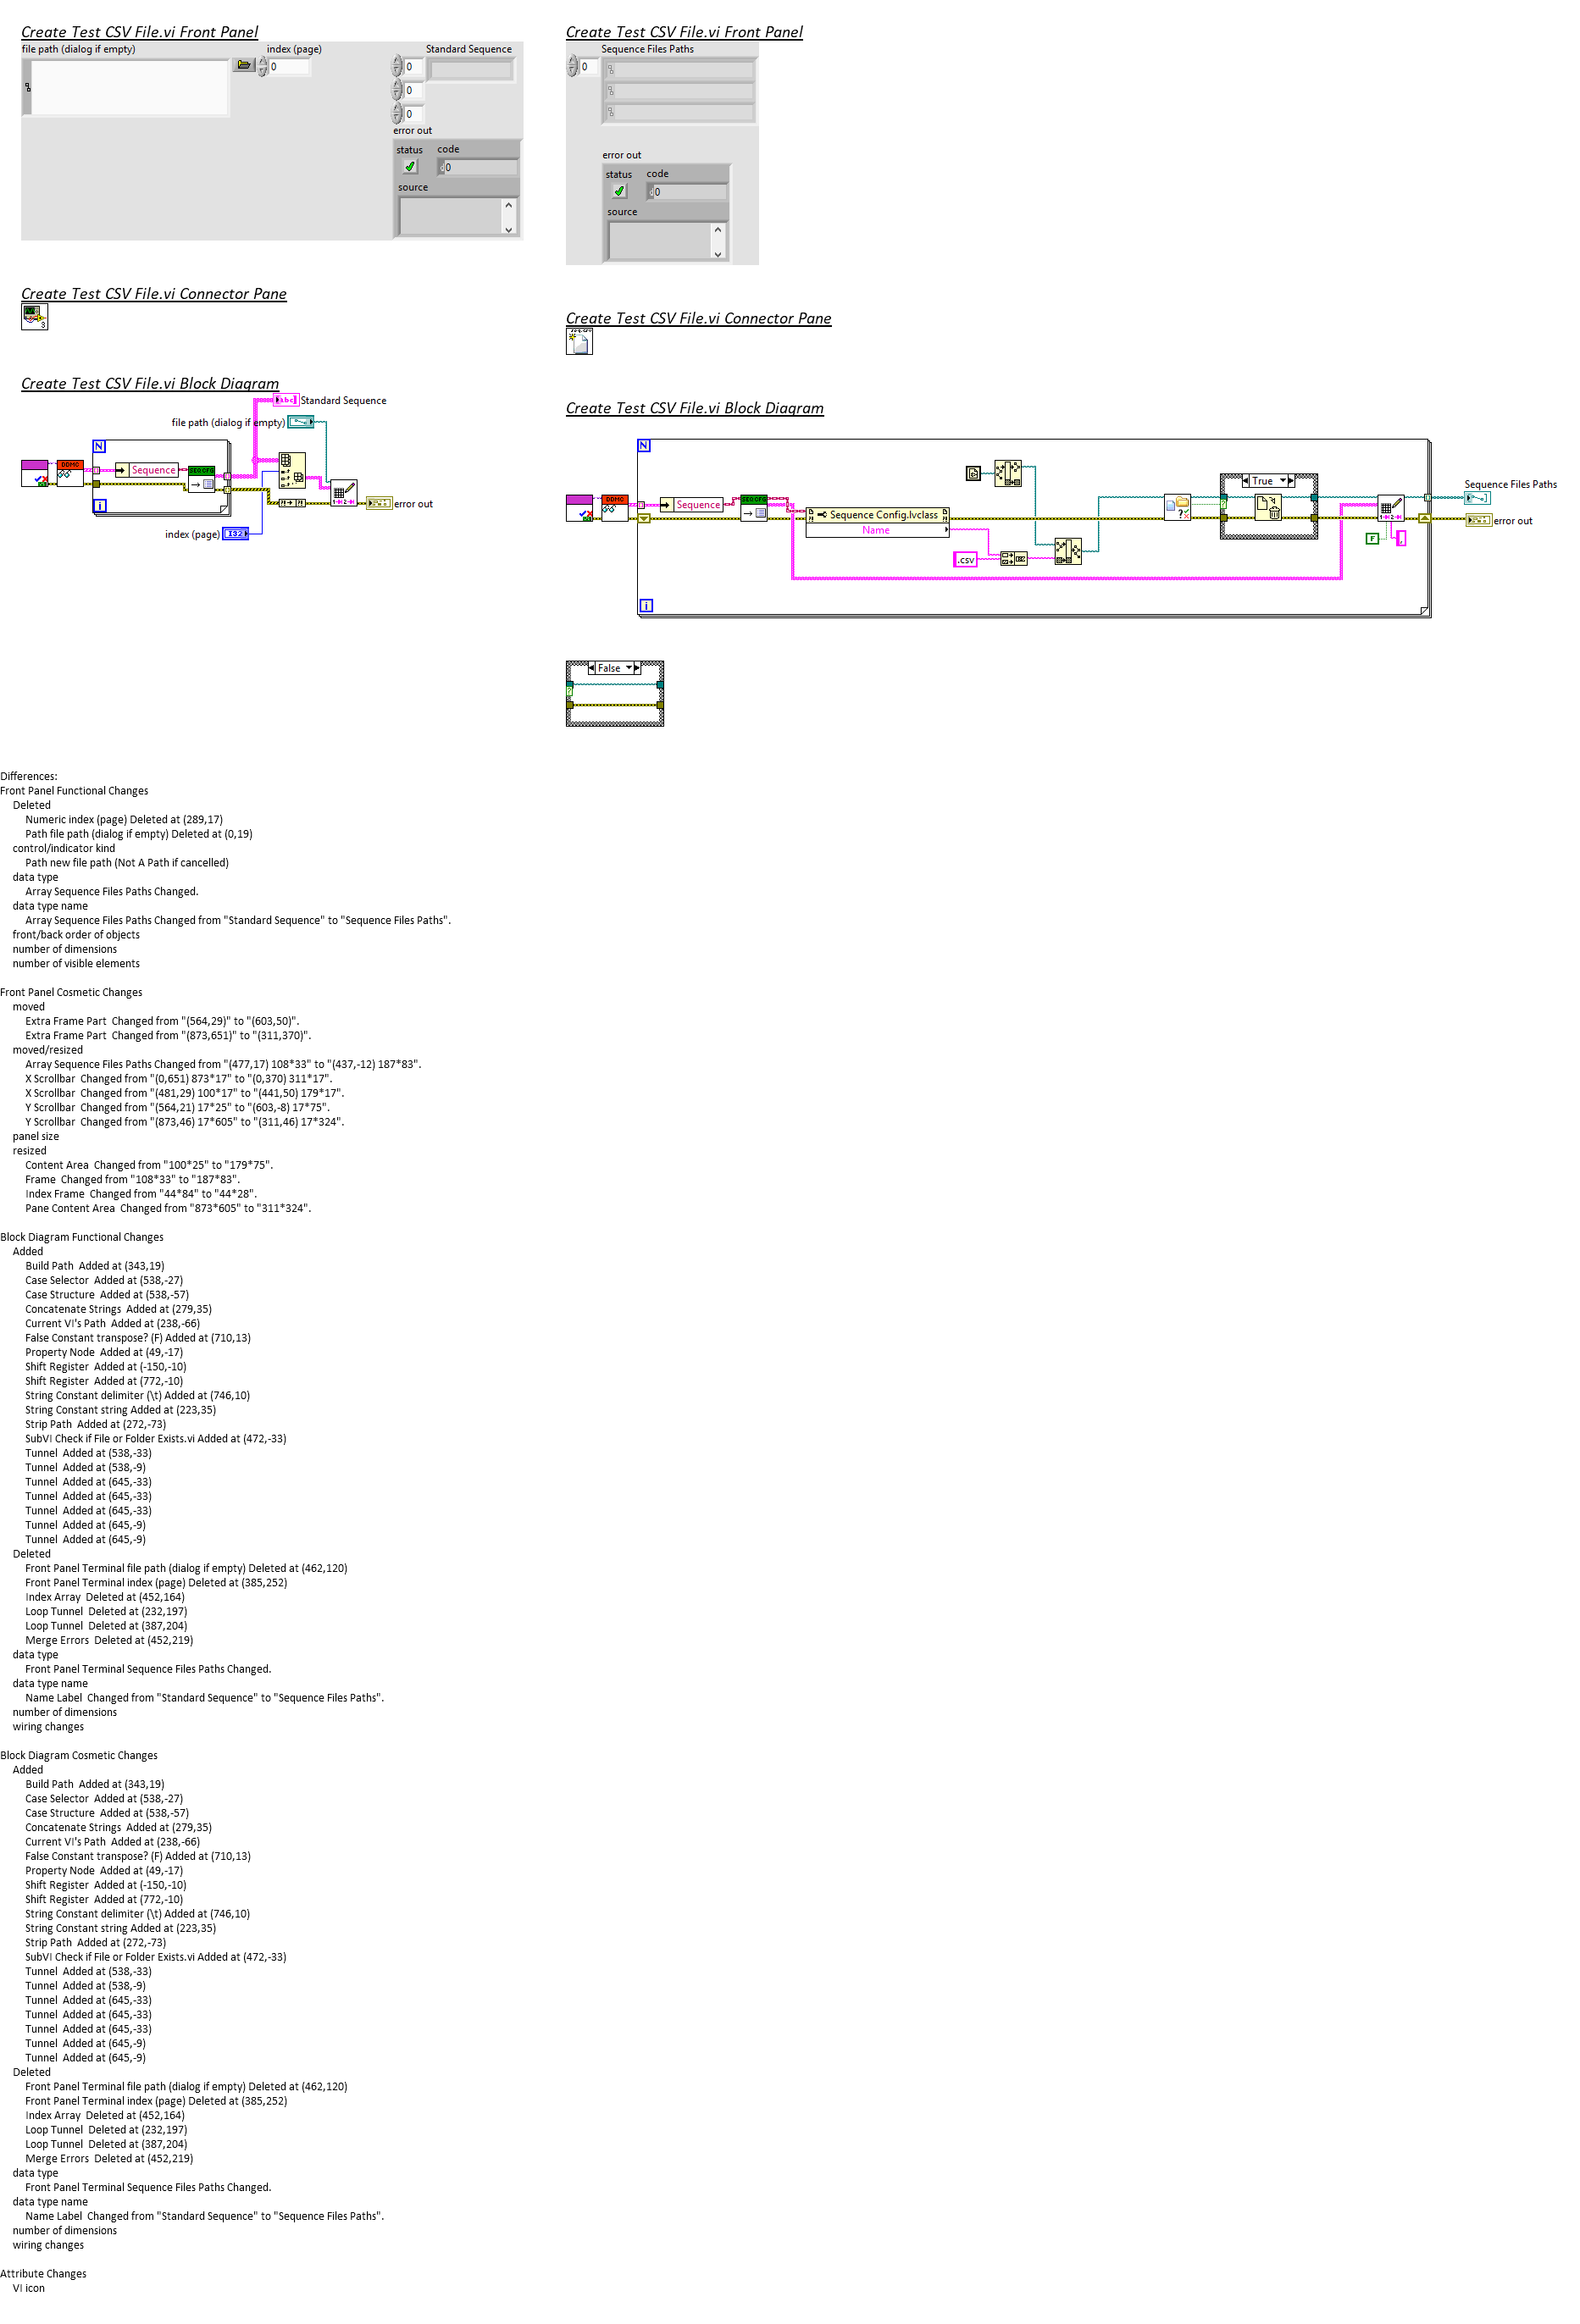 Create Test CSV File.vi Front Panel
file path (dialog if empty)
index (page)
0
Standard Sequence
0
0
0
error out
status
code
0
source
Create Test CSV File.vi Connector Pane
3
Create Test CSV File.vi Block Diagram
abc
Standard Sequence
file path (dialog if empty)
N
DDMC
Sequence
SEQCFG
i
error out
index (page)
I32
Create Test CSV File.vi Front Panel
Sequence Files Paths
0
error out
status
code
0
source
Create Test CSV File.vi Connector Pane
Create Test CSV File.vi Block Diagram
N
True
Sequence Files Paths
DDMC
Sequence
SEQCFG
Sequence Config.lvclass
Name
error out
F
,
.csv
i
False
Differences:
Front Panel Functional Changes
Deleted
Numeric index (page) Deleted at (289,17)
Path file path (dialog if empty) Deleted at (0,19)
control/indicator kind
Path new file path (Not A Path if cancelled)
data type
Array Sequence Files Paths Changed.
data type name
Array Sequence Files Paths Changed from "Standard Sequence" to "Sequence Files Paths".
front/back order of objects
number of dimensions
number of visible elements
Front Panel Cosmetic Changes
moved
Extra Frame Part  Changed from "(564,29)" to "(603,50)".
Extra Frame Part  Changed from "(873,651)" to "(311,370)".
moved/resized
Array Sequence Files Paths Changed from "(477,17) 108*33" to "(437,-12) 187*83".
X Scrollbar  Changed from "(0,651) 873*17" to "(0,370) 311*17".
X Scrollbar  Changed from "(481,29) 100*17" to "(441,50) 179*17".
Y Scrollbar  Changed from "(564,21) 17*25" to "(603,-8) 17*75".
Y Scrollbar  Changed from "(873,46) 17*605" to "(311,46) 17*324".
panel size
resized
Content Area  Changed from "100*25" to "179*75".
Frame  Changed from "108*33" to "187*83".
Index Frame  Changed from "44*84" to "44*28".
Pane Content Area  Changed from "873*605" to "311*324".
Block Diagram Functional Changes
Added
Build Path  Added at (343,19)
Case Selector  Added at (538,-27)
Case Structure  Added at (538,-57)
Concatenate Strings  Added at (279,35)
Current VI's Path  Added at (238,-66)
False Constant transpose? (F) Added at (710,13)
Property Node  Added at (49,-17)
Shift Register  Added at (-150,-10)
Shift Register  Added at (772,-10)
String Constant delimiter (\t) Added at (746,10)
String Constant string Added at (223,35)
Strip Path  Added at (272,-73)
SubVI Check if File or Folder Exists.vi Added at (472,-33)
Tunnel  Added at (538,-33)
Tunnel  Added at (538,-9)
Tunnel  Added at (645,-33)
Tunnel  Added at (645,-33)
Tunnel  Added at (645,-33)
Tunnel  Added at (645,-9)
Tunnel  Added at (645,-9)
Deleted
Front Panel Terminal file path (dialog if empty) Deleted at (462,120)
Front Panel Terminal index (page) Deleted at (385,252)
Index Array  Deleted at (452,164)
Loop Tunnel  Deleted at (232,197)
Loop Tunnel  Deleted at (387,204)
Merge Errors  Deleted at (452,219)
data type
Front Panel Terminal Sequence Files Paths Changed.
data type name
Name Label  Changed from "Standard Sequence" to "Sequence Files Paths".
number of dimensions
wiring changes
Block Diagram Cosmetic Changes
Added
Build Path  Added at (343,19)
Case Selector  Added at (538,-27)
Case Structure  Added at (538,-57)
Concatenate Strings  Added at (279,35)
Current VI's Path  Added at (238,-66)
False Constant transpose? (F) Added at (710,13)
Property Node  Added at (49,-17)
Shift Register  Added at (-150,-10)
Shift Register  Added at (772,-10)
String Constant delimiter (\t) Added at (746,10)
String Constant string Added at (223,35)
Strip Path  Added at (272,-73)
SubVI Check if File or Folder Exists.vi Added at (472,-33)
Tunnel  Added at (538,-33)
Tunnel  Added at (538,-9)
Tunnel  Added at (645,-33)
Tunnel  Added at (645,-33)
Tunnel  Added at (645,-33)
Tunnel  Added at (645,-9)
Tunnel  Added at (645,-9)
Deleted
Front Panel Terminal file path (dialog if empty) Deleted at (462,120)
Front Panel Terminal index (page) Deleted at (385,252)
Index Array  Deleted at (452,164)
Loop Tunnel  Deleted at (232,197)
Loop Tunnel  Deleted at (387,204)
Merge Errors  Deleted at (452,219)
data type
Front Panel Terminal Sequence Files Paths Changed.
data type name
Name Label  Changed from "Standard Sequence" to "Sequence Files Paths".
number of dimensions
wiring changes
Attribute Changes
VI icon